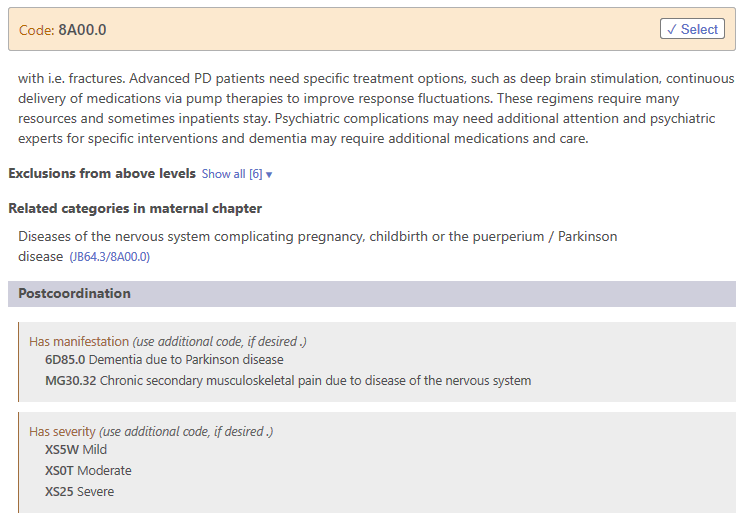 Code: 8A00.0
✓ Select
with i.e. fractures. Advanced PD patients need specific treatment options, such as deep brain stimulation, continuous
delivery of medications via pump therapies to improve response fluctuations. These regimens require many
resources and sometimes inpatients stay. Psychiatric complications may need additional attention and psychiatric
experts for specific interventions and dementia may require additional medications and care.
Exclusions from above levels Show all [6] ▾
Related categories in maternal chapter
Diseases of the nervous system complicating pregnancy, childbirth or the puerperium / Parkinson
disease (JB64.3/8A00.0)
Postcoordination
Has manifestation (use additional code, if desired .)
6D85.0 Dementia due to Parkinson disease
MG30.32 Chronic secondary musculoskeletal pain due to disease of the nervous system
Has severity (use additional code, if desired .)
XS5W Mild
XS0T Moderate
XS25 Severe